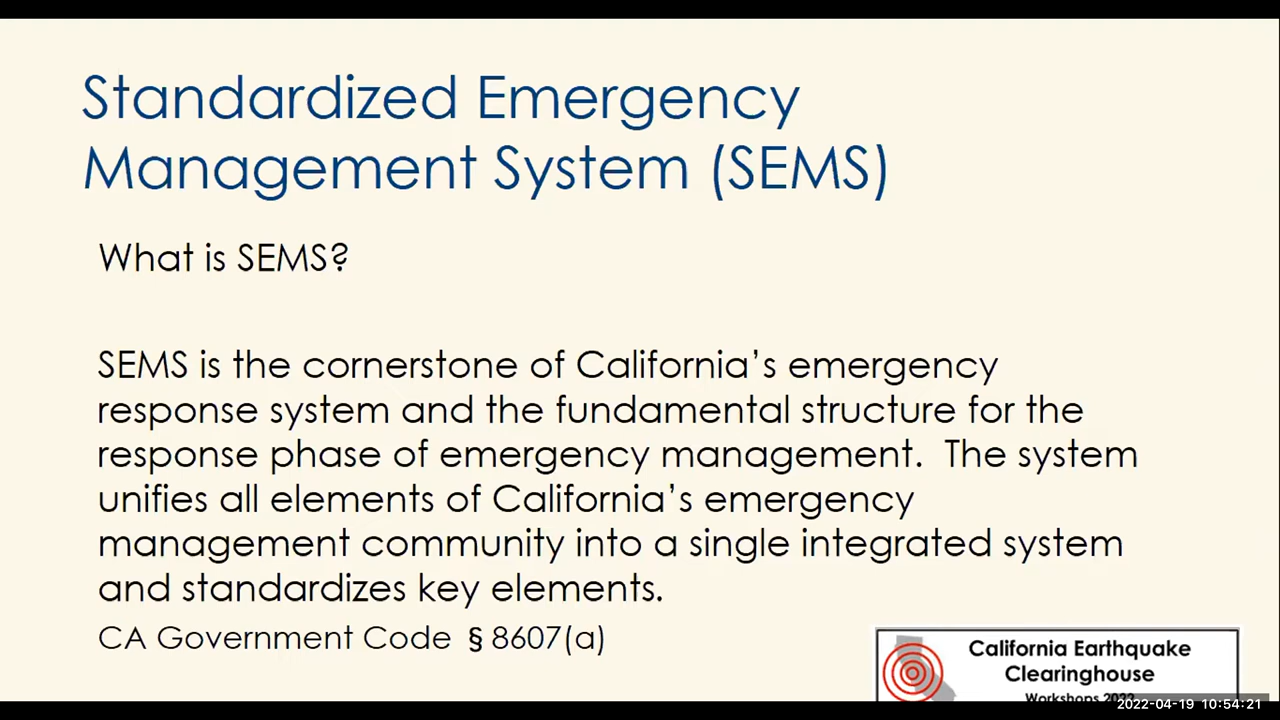 Standardized Emergency
Management System (SEMS)
What is SEMS?
SEMS is the cornerstone of California's emergency
response system and the fundamental structure for the
response phase of emergency management.  The system
unifies all elements of California's emergency
management community into a single integrated system
and standardizes key elements.
CA Government Code §8607(a)
California Earthquake
Clearinghouse
Workshops 2022
2022-04-19 10:54:21